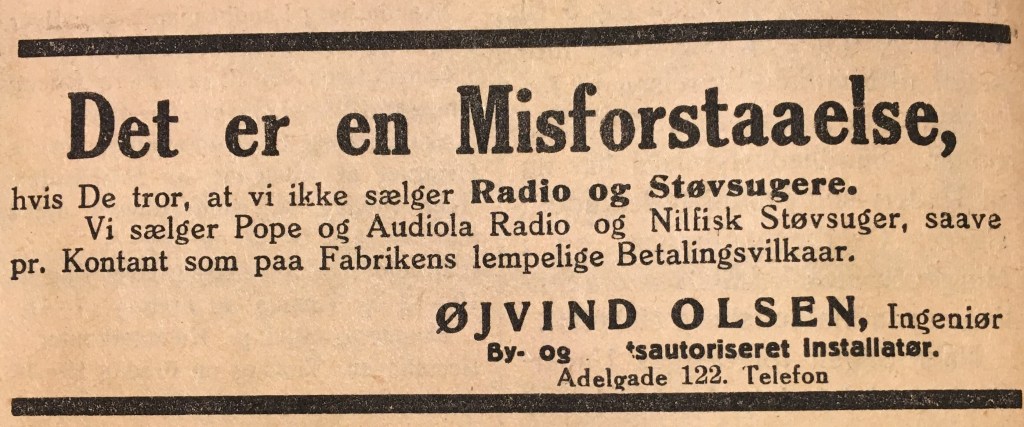 Det er en Misforstaaelse,
hvis De tror, at vi ikke sælger Radio og Støvsugere.
Vi sælger Pope og Audiola Radio og Nilfisk Støvsuger, saave
pr. Kontant som paa Fabrikens lempelige Betalingsvilkaar.
ØJVIND OLSEN, Ingeniør
By- og tsautoriseret Installatør.
Adelgade 122. Telefon